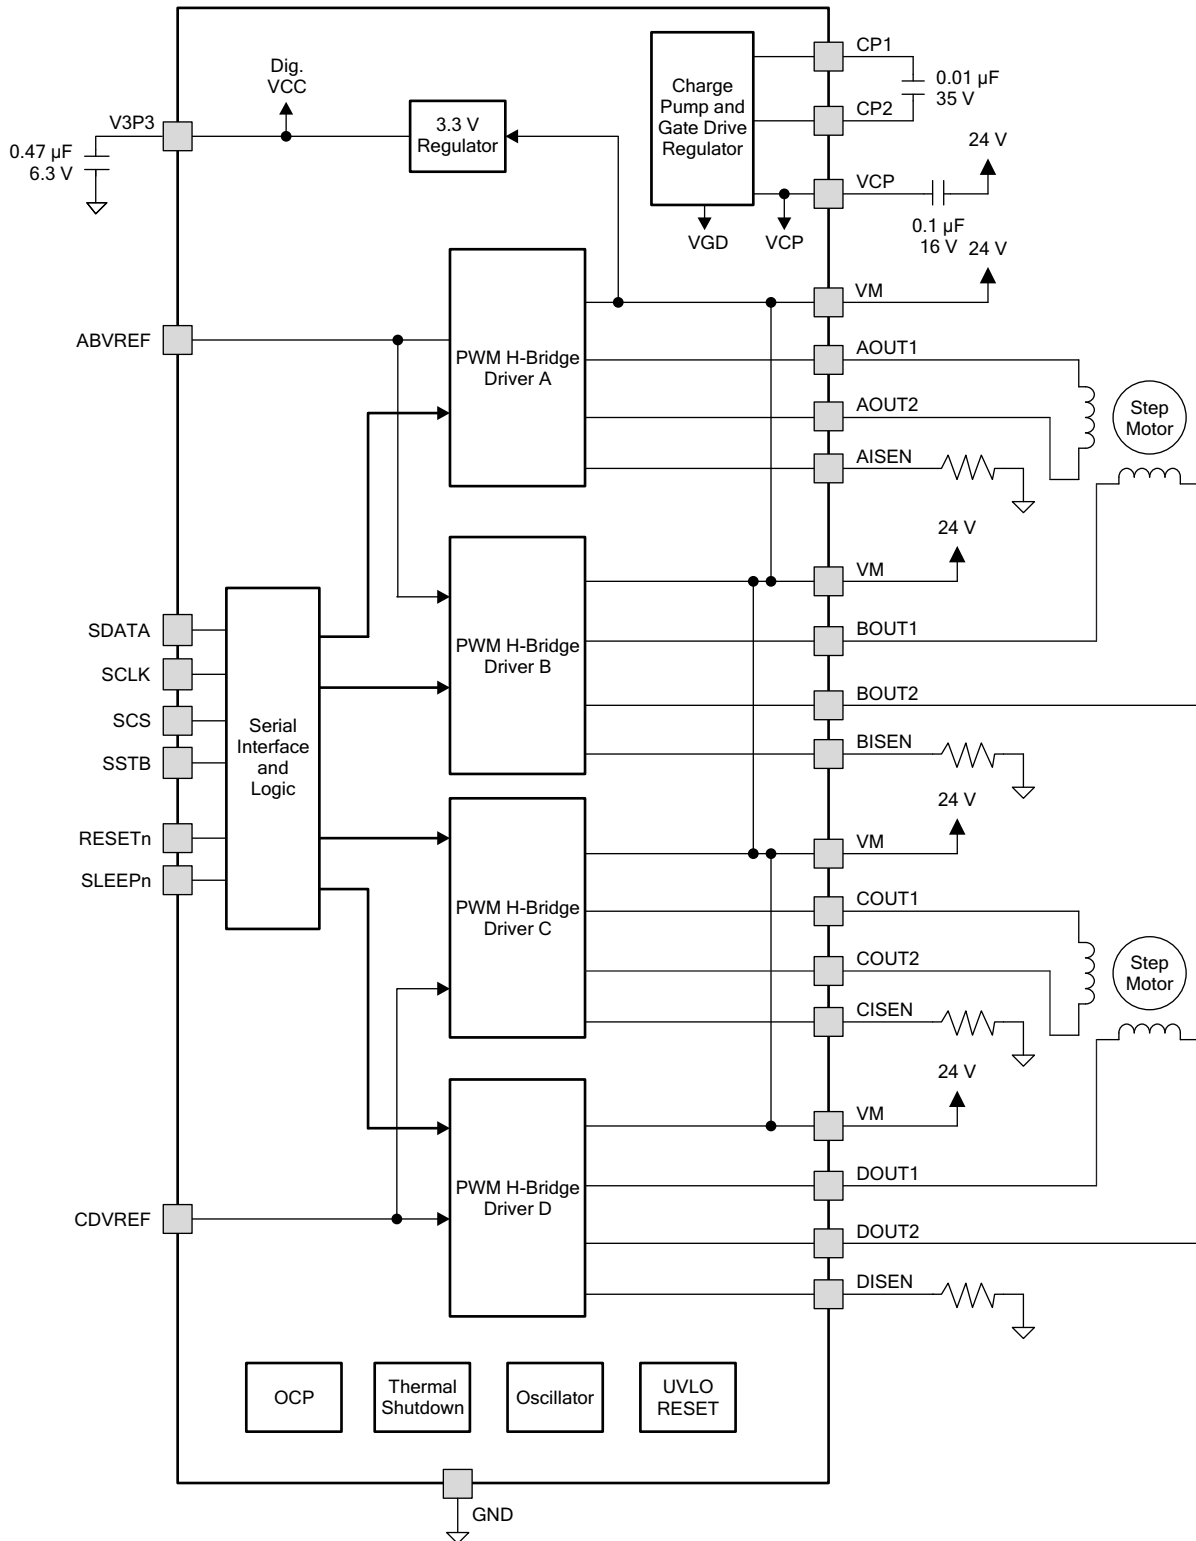 Dig.
VCC
V3P3
0.47 µF
6.3 V
3.3 V
Regulator
Charge
Pump and
Gate Drive
Regulator
CP1
0.01 µF
35 V
CP2
24 V
VCP
0.1 µF
16 V
VGD
VCP
24 V
VM
ABVREF
PWM H-Bridge
Driver A
AOUT1
AOUT2
AISEN
Step
Motor
24 V
VM
PWM H-Bridge
Driver B
BOUT1
BOUT2
BISEN
SDATA
SCLK
SCS
SSTB
RESETn
SLEEPn
Serial
Interface
and
Logic
24 V
VM
PWM H-Bridge
Driver C
COUT1
COUT2
CISEN
Step
Motor
24 V
VM
CDVREF
PWM H-Bridge
Driver D
DOUT1
DOUT2
DISEN
OCP
Thermal
Shutdown
Oscillator
UVLO
RESET
GND